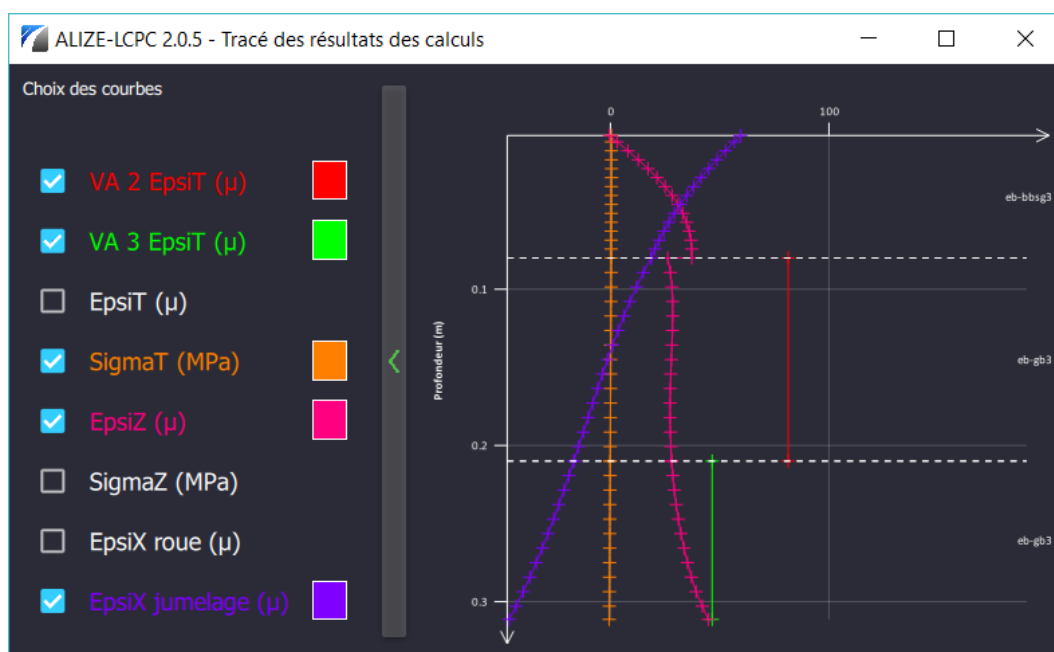 ALIZE-LCPC 2.0.5 - Tracé des résultats des calculs
Choix des courbes
VA 2 EpsiT (μ)
VA 3 EpsiT (μ)
EpsiT (μ)
SigmaT (MPa)
EpsiZ (μ)
SigmaZ (MPa)
EpsiX roue (μ)
EpsiX jumelage (μ)
0
100
Profondeur (m)
0.1
0.2
0.3
eb-bbsg3
eb-gb3
eb-gb3